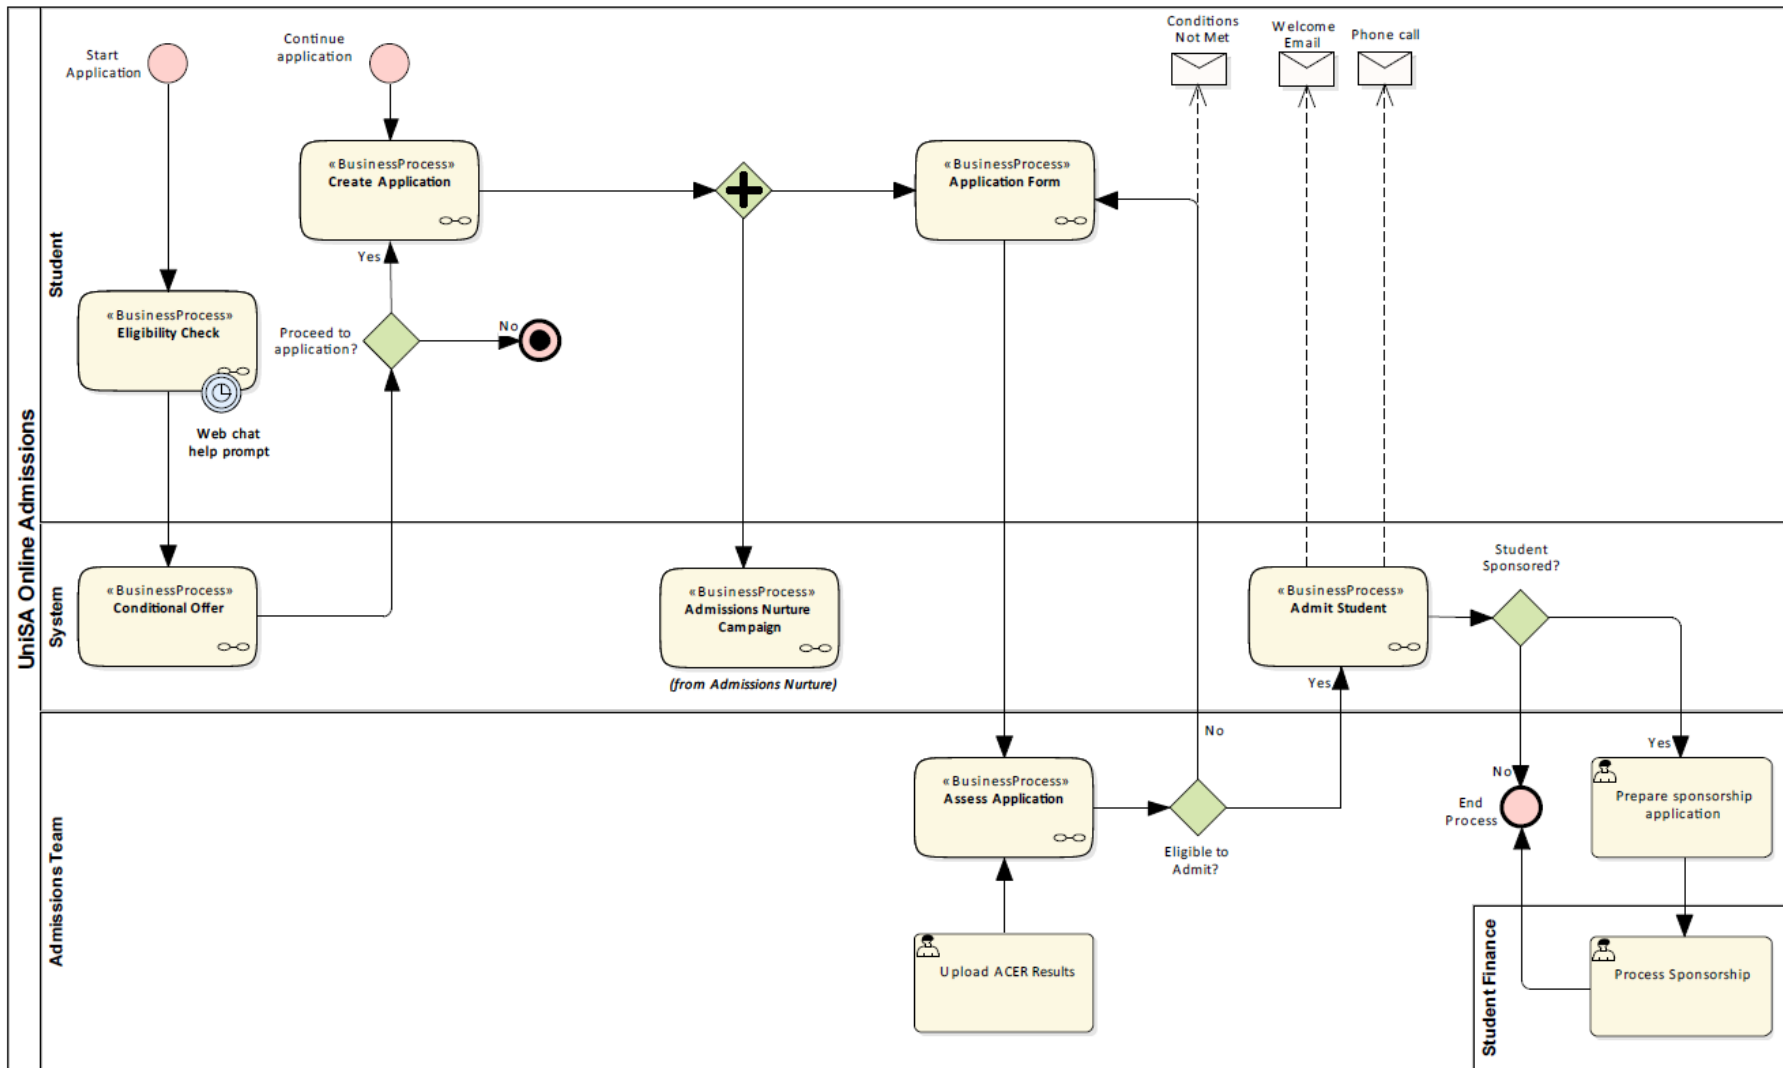 UniSA Online Admissions
Student
Start
Application
Continue
application
Conditions
Not Met
Welcome
Email
Phone call
«BusinessProcess»
Create Application
«BusinessProcess»
Application Form
Yes
«BusinessProcess»
Eligibility Check
Proceed to
application?
No
Web chat
help prompt
System
«BusinessProcess»
Conditional Offer
«BusinessProcess»
Admissions Nurture
Campaign
(from Admissions Nurture)
«BusinessProcess»
Admit Student
Student
Sponsored?
Yes
Admissions Team
No
«BusinessProcess»
Assess Application
Eligible to
Admit?
Upload ACER Results
No
End
Process
Yes
Prepare sponsorship
application
Student Finance
Process Sponsorship